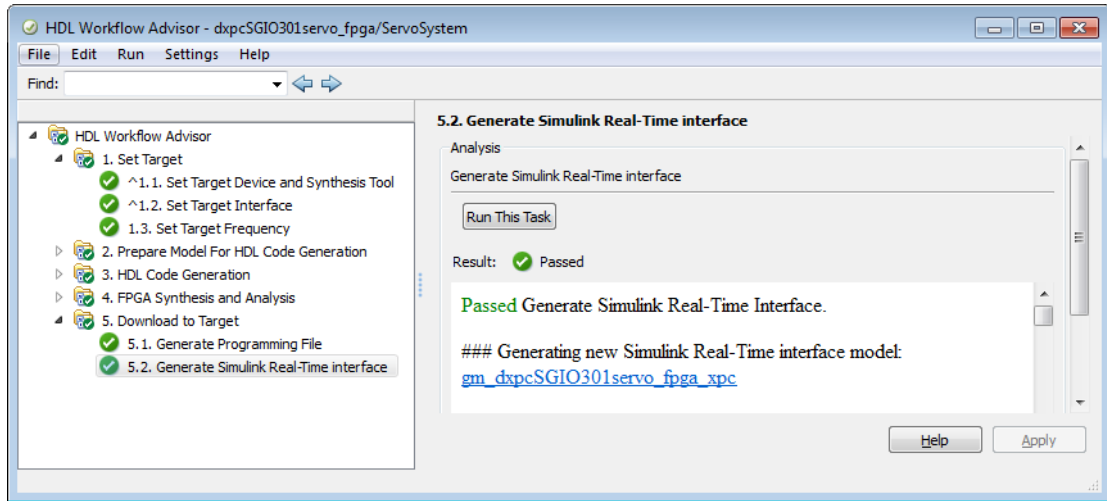 HDL Workflow Advisor - dxpcSGIO301servo_fpga/ServoSystem
File Edit Run Settings Help
Find:
HDL Workflow Advisor
1. Set Target
^1.1. Set Target Device and Synthesis Tool
^1.2. Set Target Interface
1.3. Set Target Frequency
2. Prepare Model For HDL Code Generation
3. HDL Code Generation
4. FPGA Synthesis and Analysis
5. Download to Target
5.1. Generate Programming File
5.2. Generate Simulink Real-Time interface
5.2. Generate Simulink Real-Time interface
Analysis
Generate Simulink Real-Time interface
Run This Task
Result: Passed
Passed Generate Simulink Real-Time Interface.
### Generating new Simulink Real-Time interface model:
gm_dxpcSGIO301servo_fpga_xpc
Help Apply